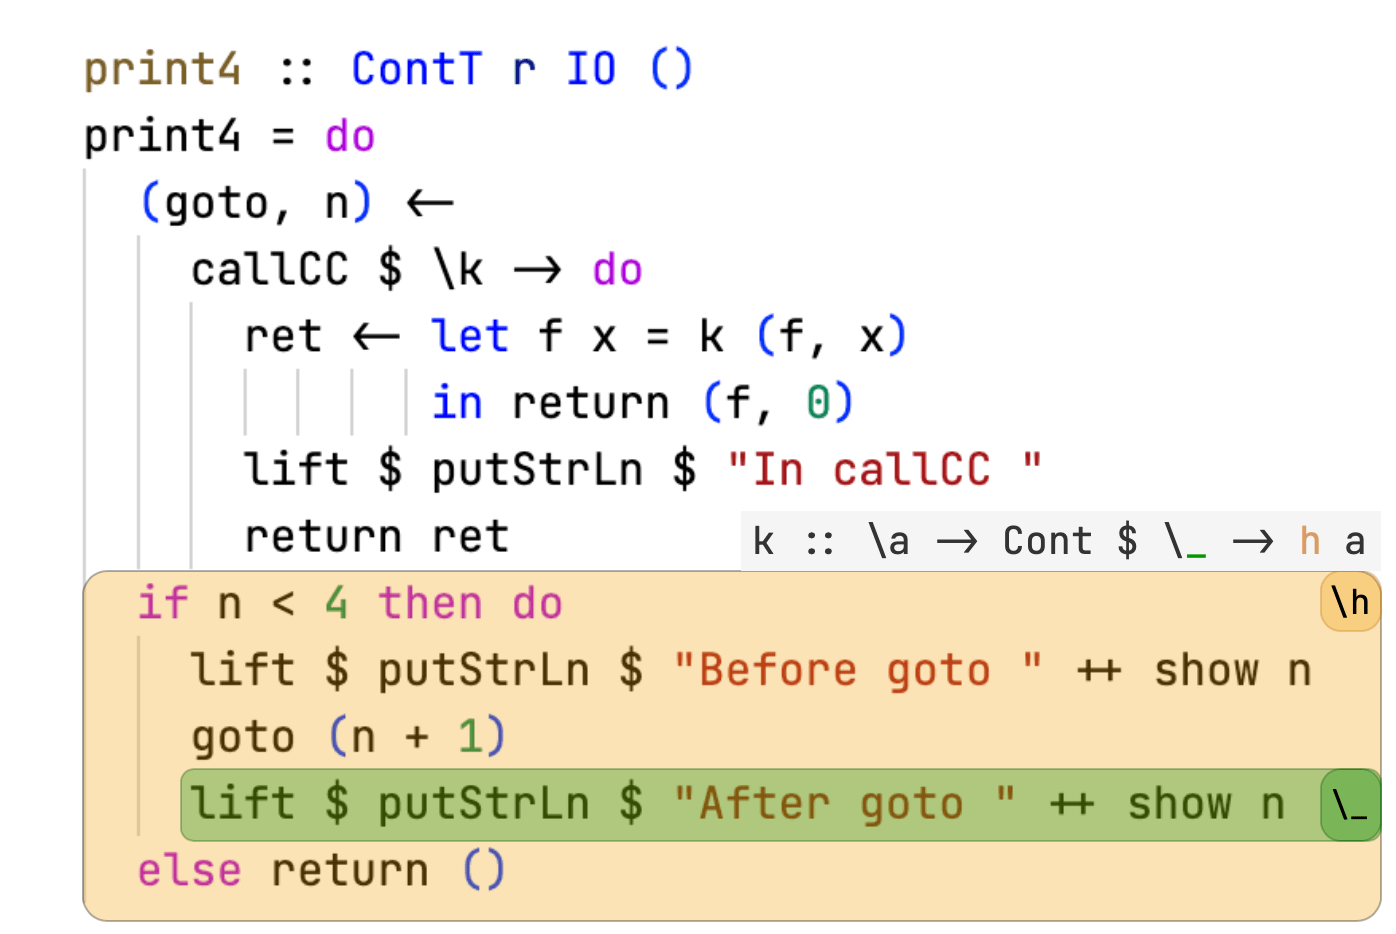 print4 :: ContT r IO ()
print4 = do
(goto, n) ←
callCC $ \k → do
ret ← let f x = k (f, x)
in return (f, 0)
lift $ putStrLn $ "In callCC "
return ret
k :: \a → Cont $ \_ → h a
if n < 4 then do
\h
lift $ putStrLn $ "Before goto " ++ show n
goto (n + 1)
lift $ putStrLn $ "After goto " ++ show n
\_
else return ()